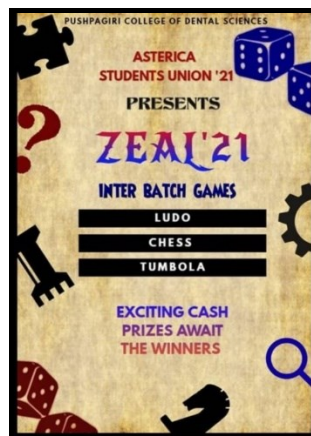 PUSHPAGIRI COLLEGE OF DENTAL SCIENCES
ASTERICA
STUDENTS UNION '21
PRESENTS
ZEAL'21
INTER BATCH GAMES
LUDO
CHESS
TUMBOLA
EXCITING CASH
PRIZES AWAIT
THE WINNERS